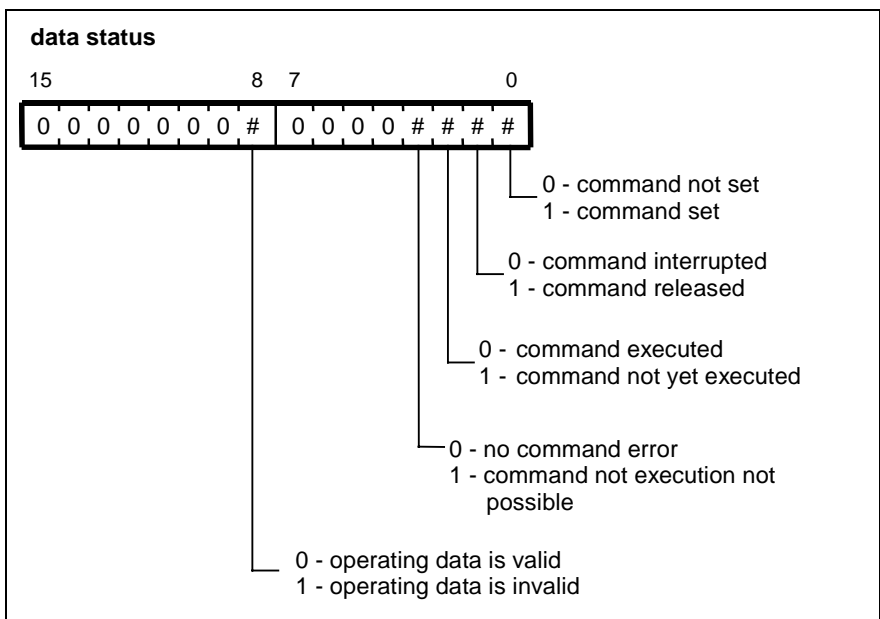 data status
15 8 7 0
0 0 0 0 0 0 0 # 0 0 0 0 # # # #
0 - command not set
1 - command set
0 - command interrupted
1 - command released
0 - command executed
1 - command not yet executed
0 - no command error
1 - command not execution not
possible
0 - operating data is valid
1 - operating data is invalid